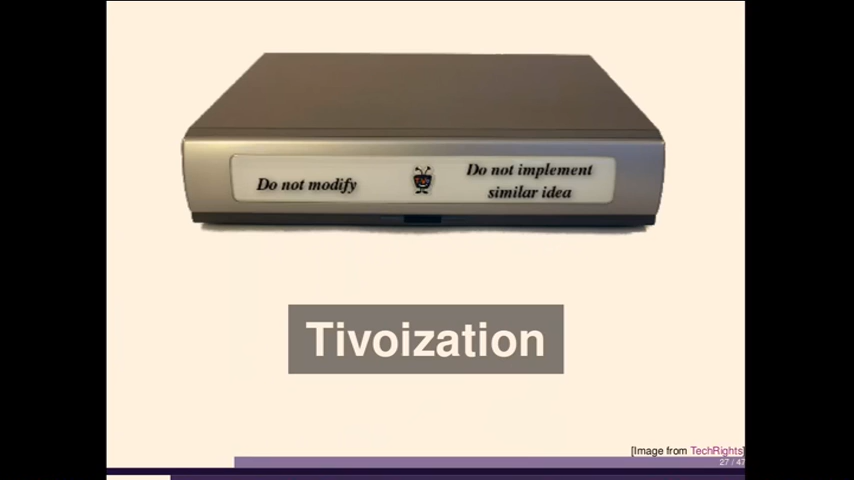 Do not modify
Do not implement
similar idea
Tivoization
[Image from TechRights]
27 / 47